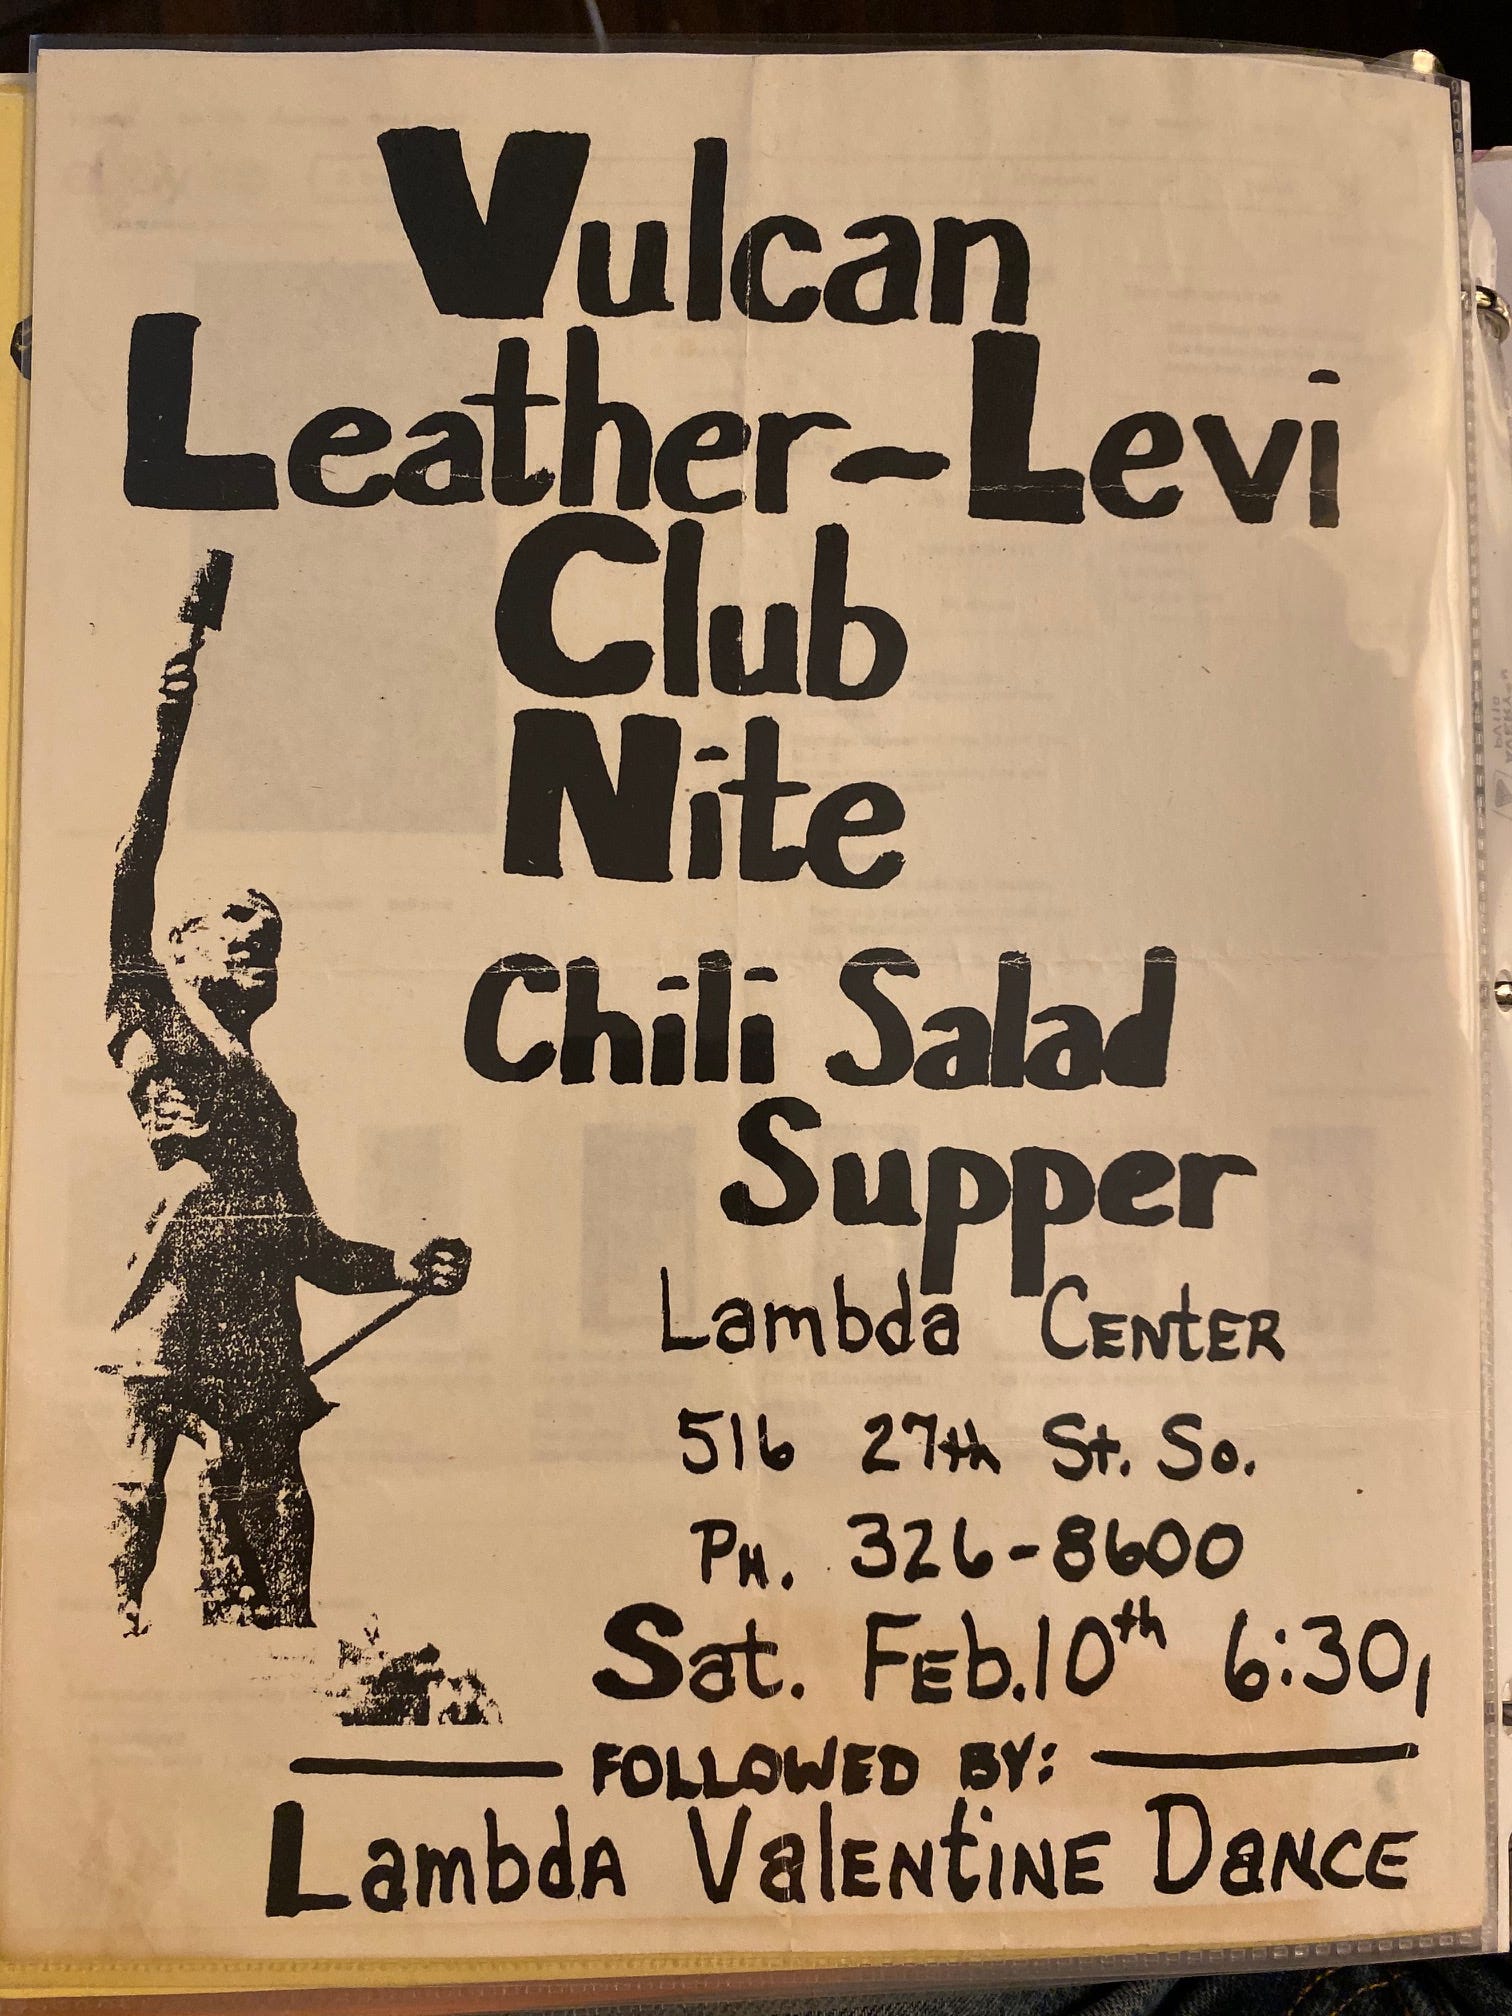 Vulcan
Leather-Levi
Club
Nite
Chili Salad
Supper
Lambda CENtER
516 27th St. So.
PH. 326-8600
Sat. FEb. 10th 6:30,
FOLLOWED BY:
LambdA ValENtINE DaNCE